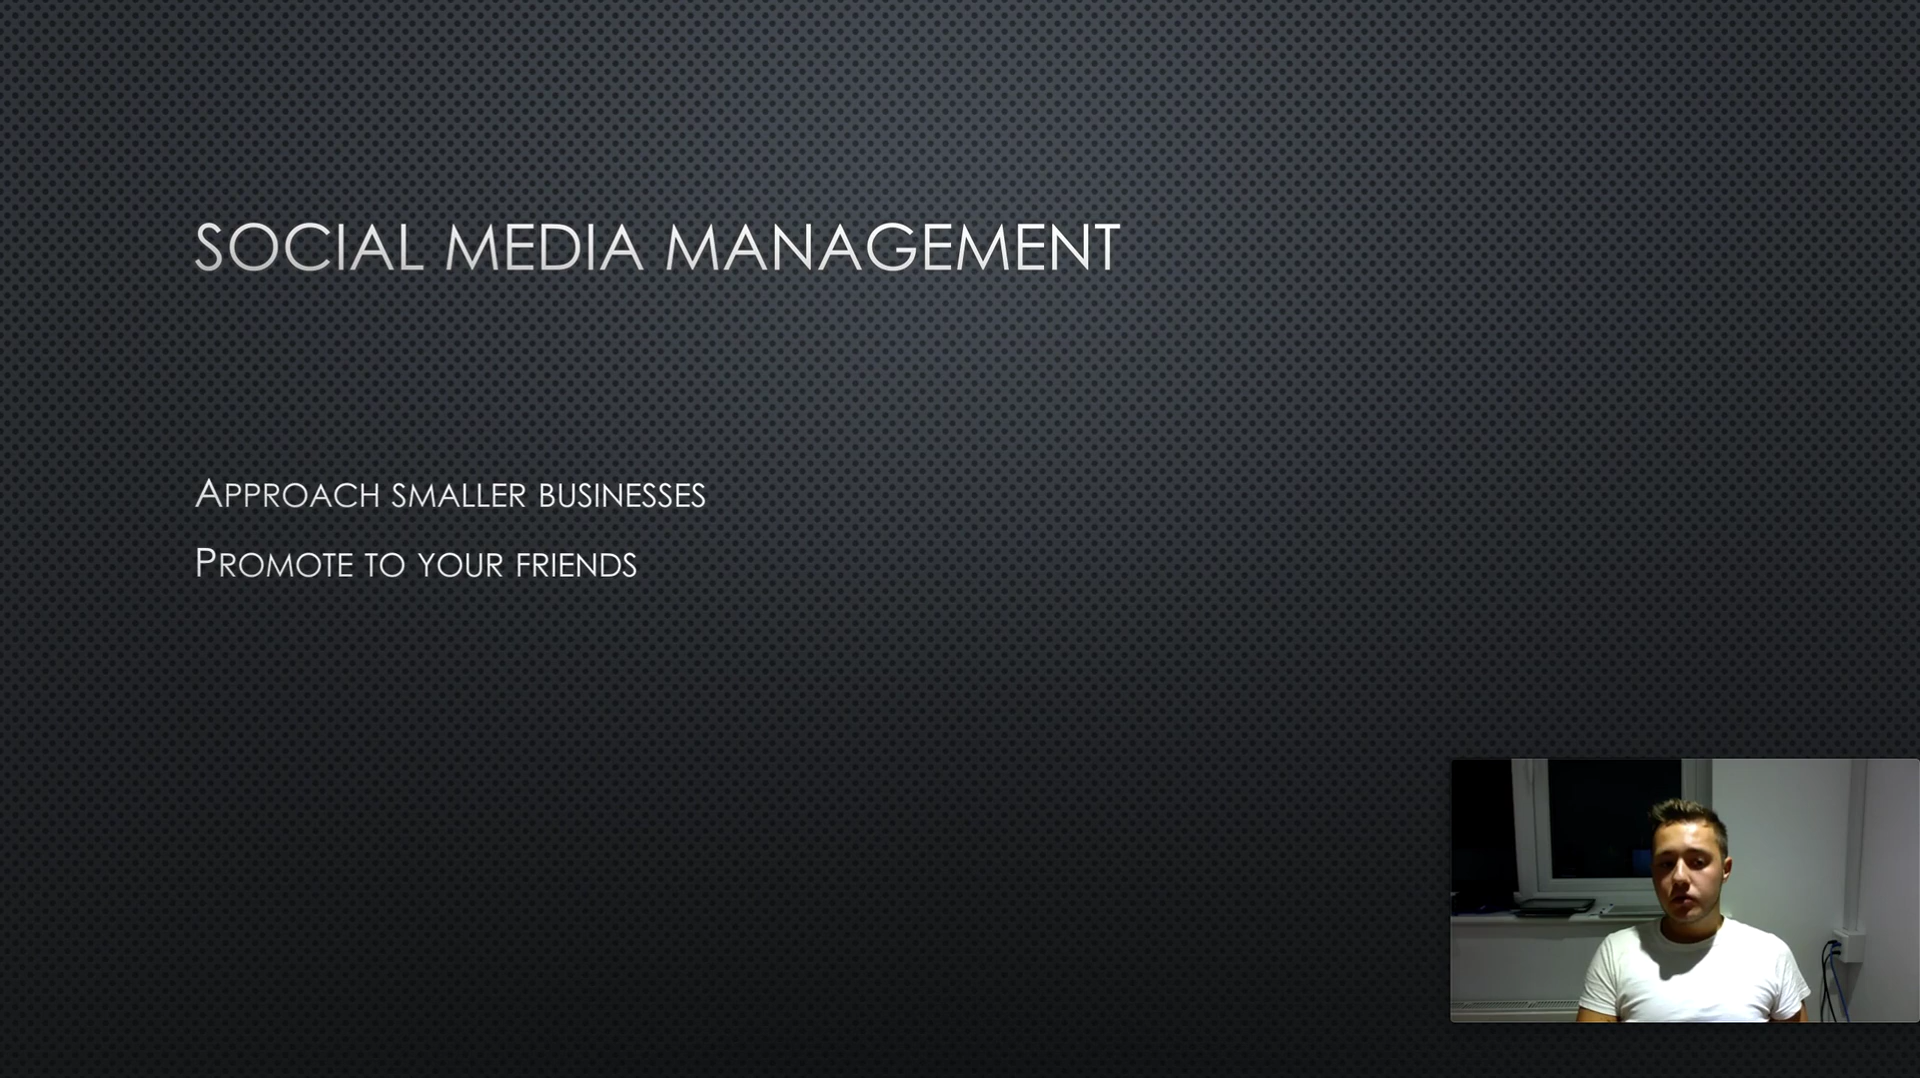 SOCIAL MEDIA MANAGEMENT
APPROACH SMALLER BUSINESSES
PROMOTE TO YOUR FRIENDS